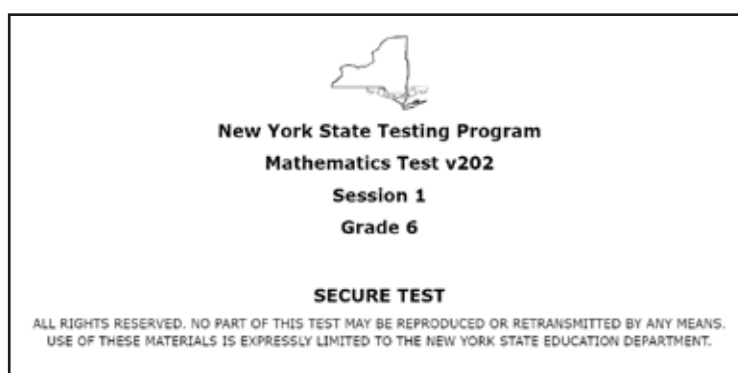 New York State Testing Program
Mathematics Test v202
Session 1
Grade 6
SECURE TEST
ALL RIGHTS RESERVED. NO PART OF THIS TEST MAY BE REPRODUCED OR RETRANSMITTED BY ANY MEANS.
USE OF THESE MATERIALS IS EXPRESSLY LIMITED TO THE NEW YORK STATE EDUCATION DEPARTMENT.